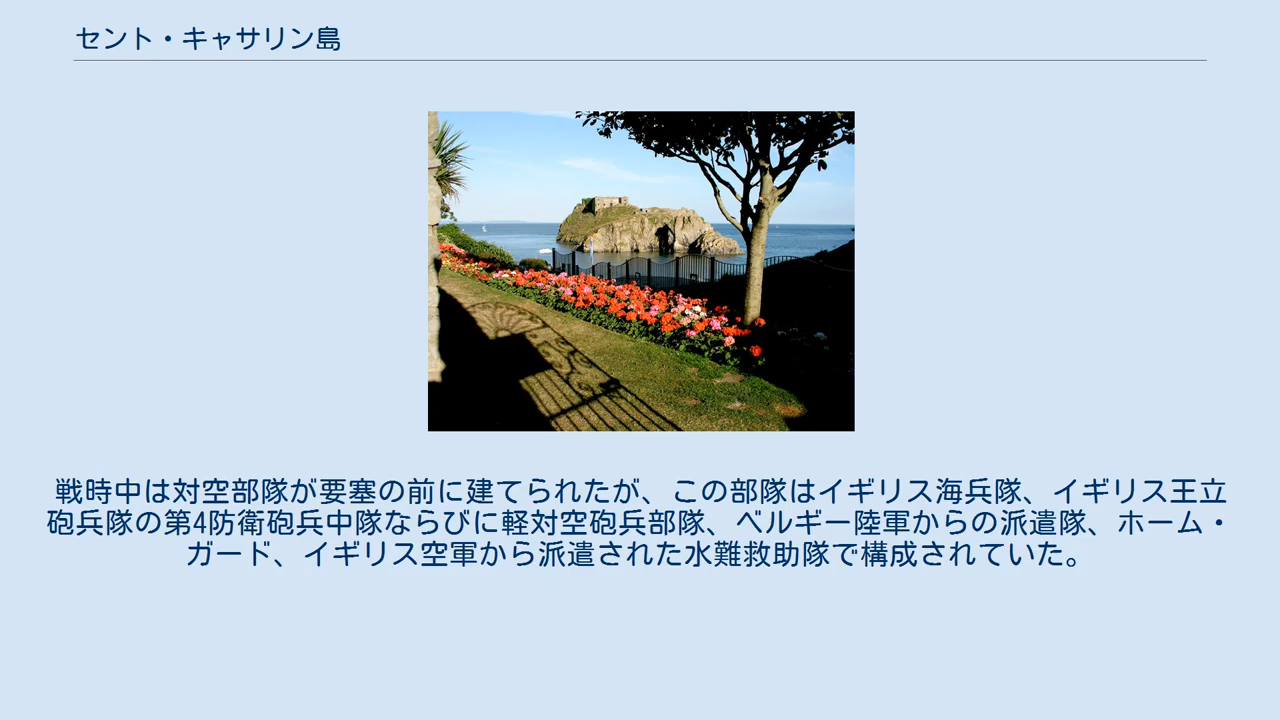 セント・キャサリン島
戦時中は対空部隊が要塞の前に建てられたが、この部隊はイギリス海兵隊、イギリス王立
砲兵隊の第4防衛砲兵中隊ならびに軽対空砲兵部隊、ベルギー陸軍からの派遣隊、ホーム・
ガード、イギリス空軍から派遣された水難救助隊で構成されていた。